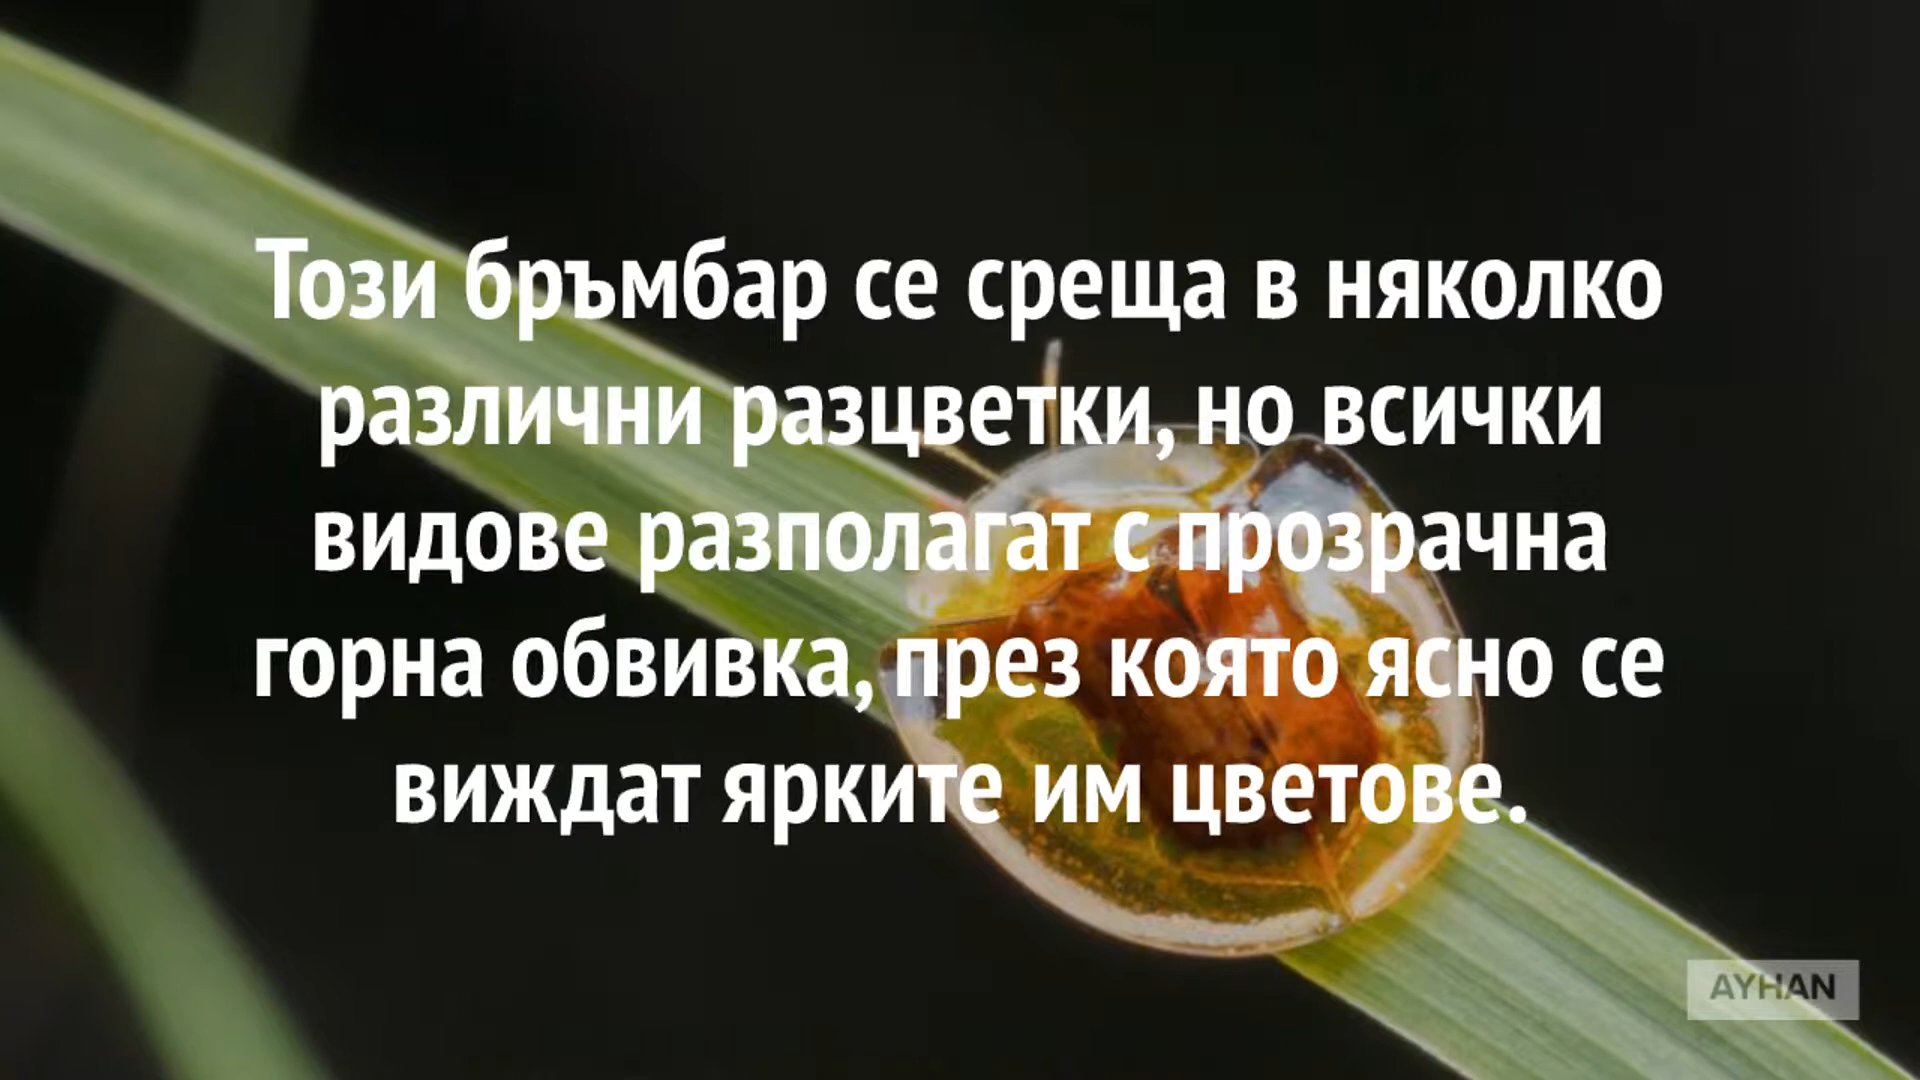 Този бръмбар се среща в няколко
различни разцветки, но всички
видове разполагат с прозрачна
горна обвивка, през която ясно се
виждат ярките им цветове.
AYHAN